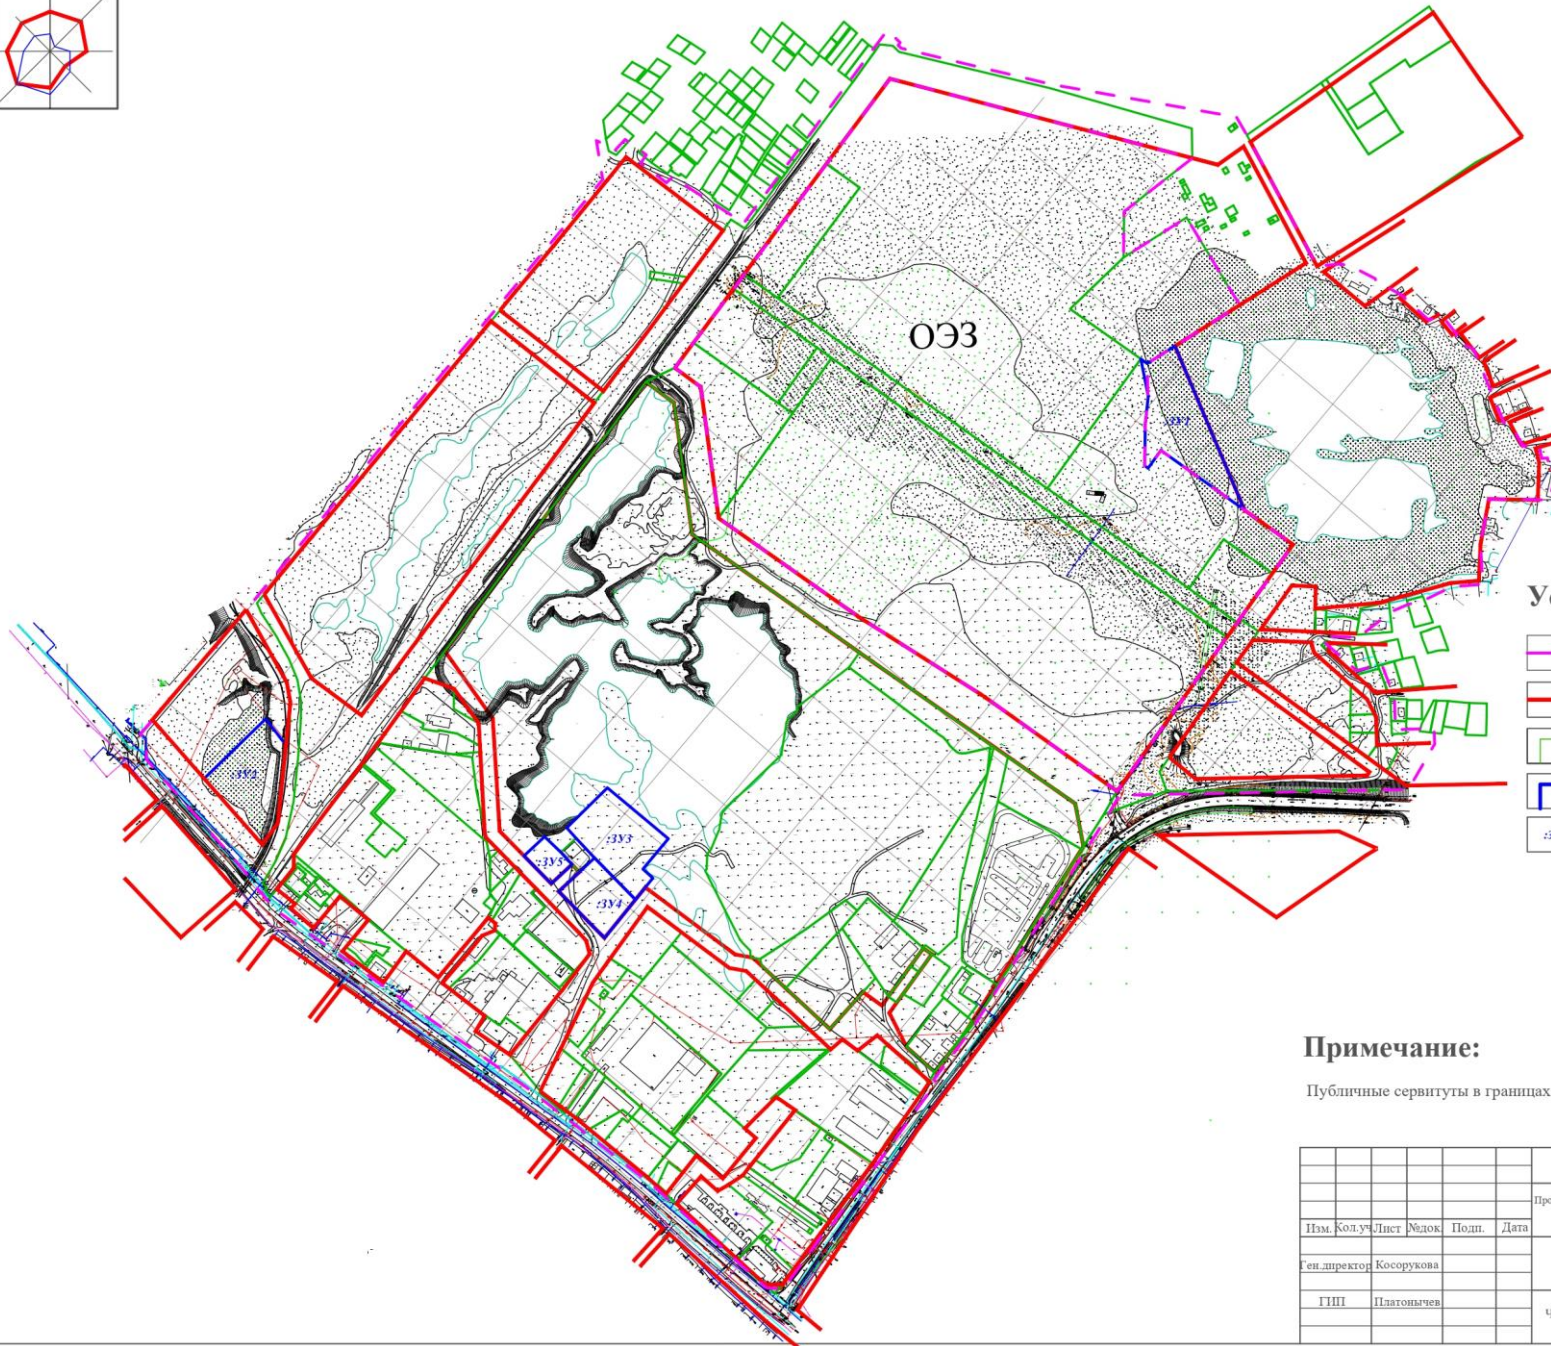 ОЭЗ
:ЗУ1
:ЗУ2
:ЗУ3
:ЗУ5
:ЗУ4
Примечание:
Публичные сервитуты в границах
Изм. Кол.уч Лист №док Подп. Дата
Ген.директор Косорукова
ГИП Платонычев